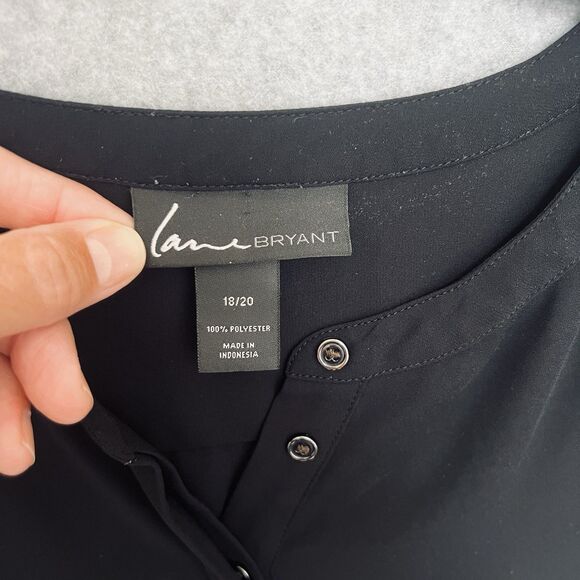 lane BRYANT
18/20
100% POLYESTER
MADE IN
INDONESIA